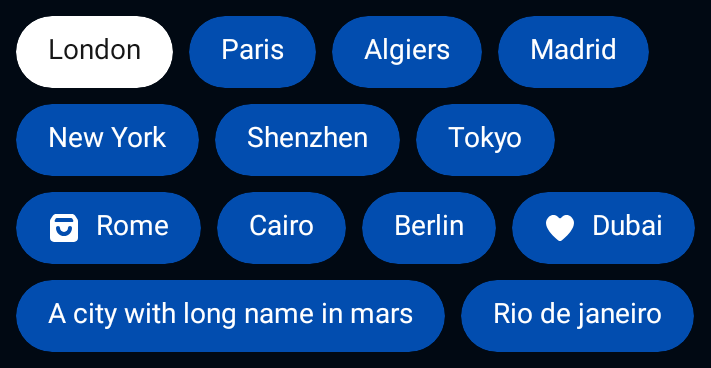 London Paris Algiers Madrid
New York Shenzhen Tokyo
Rome Cairo Berlin Dubai
A city with long name in mars Rio de janeiro